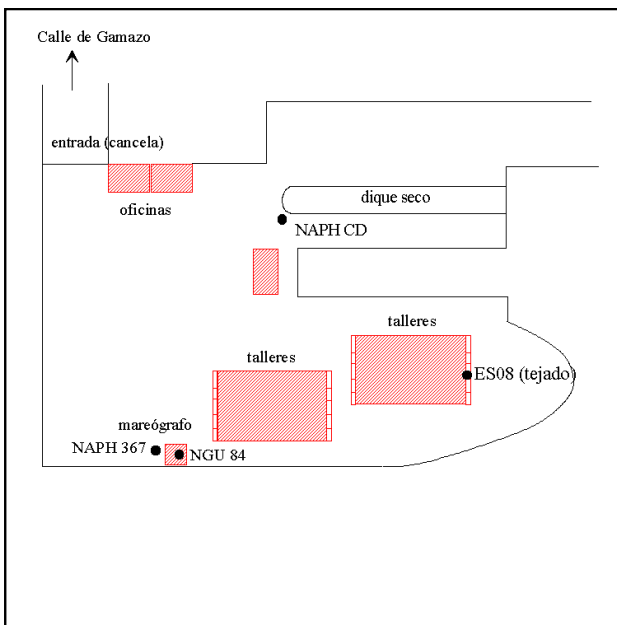 Calle de Gamazo
entrada (cancela)
oficinas
dique seco
NAPH CD
talleres
talleres
ES08 (tejado)
mareógrafo
NAPH 367
NGU 84